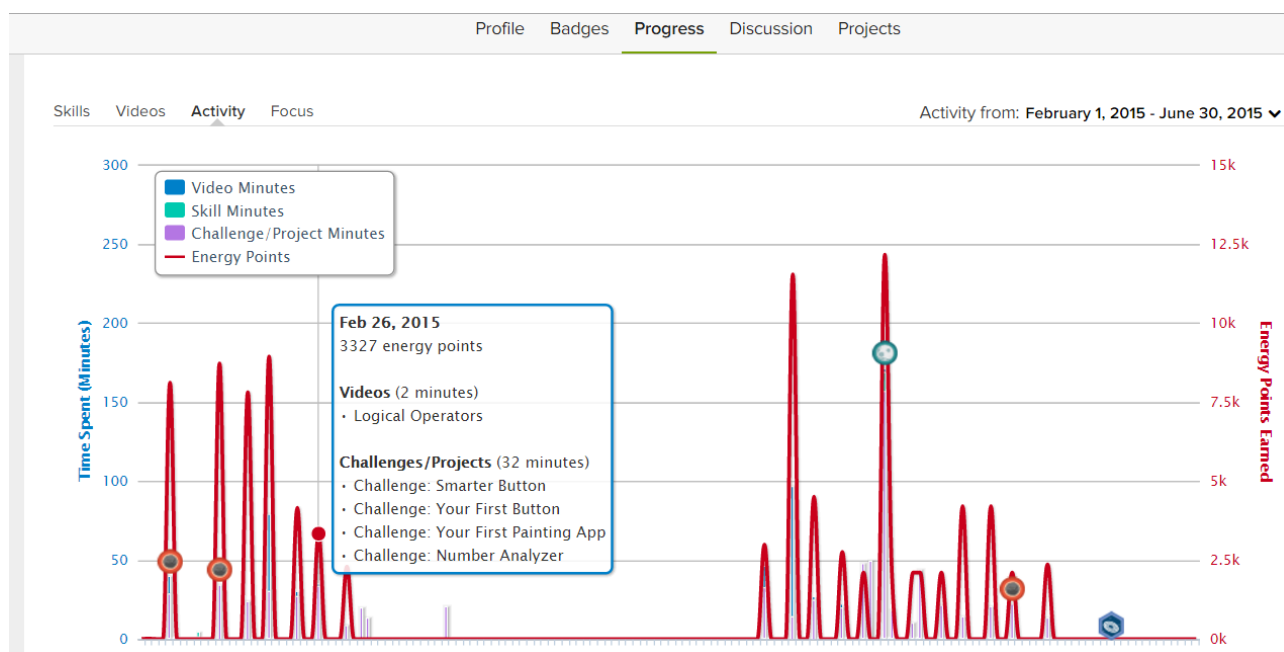 Profile Badges Progress Discussion Projects
Skills Videos Activity Focus
Activity from: February 1, 2015 - June 30, 2015
300
250
200
150
100
50
0
Time Spent (Minutes)
Video Minutes
Skill Minutes
Challenge/Project Minutes
Energy Points
Feb 26, 2015
3327 energy points
Videos (2 minutes)
· Logical Operators
Challenges/Projects (32 minutes)
· Challenge: Smarter Button
· Challenge: Your First Button
· Challenge: Your First Painting App
· Challenge: Number Analyzer
15k
12.5k
10k
7.5k
5k
2.5k
0k
Energy Points Earned